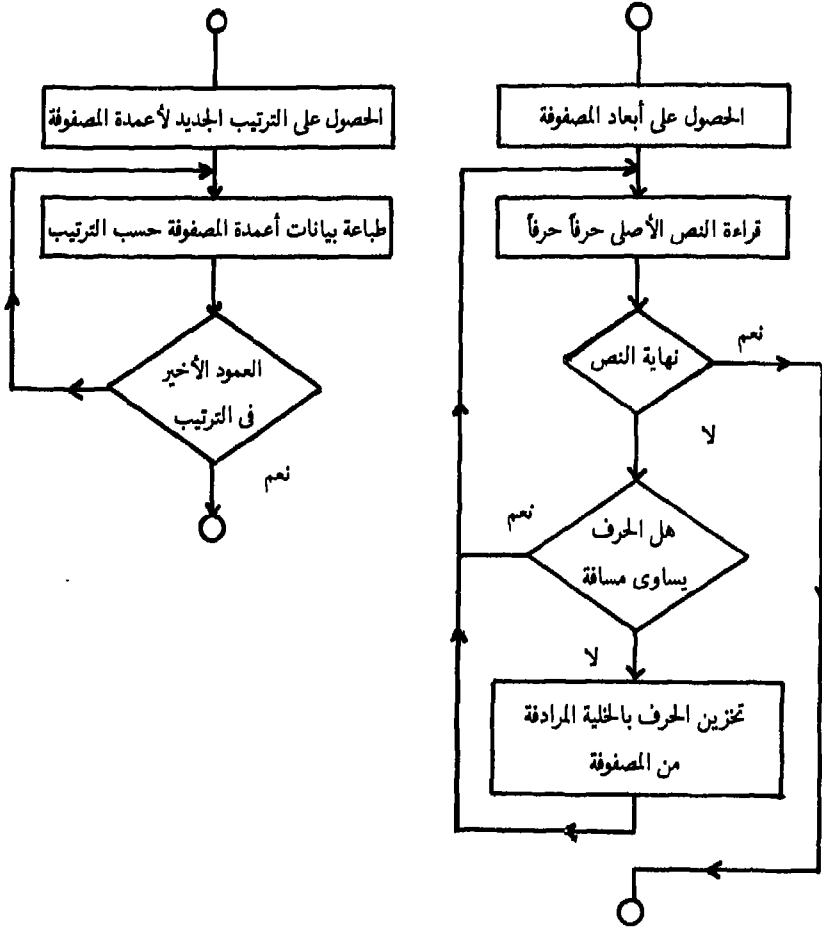 الحصول على أبعاد المصفوفة
قراءة النص الأصلى حرفاً حرفاً
نهاية النص
نعم
لا
هل الحرف
يساوى مسافة
نعم
لا
تخزين الحرف بالخلية المرادفة
من المصفوفة
الحصول على الترتيب الجديد لأعمدة المصفوفة
طباعة بيانات أعمدة المصفوفة حسب الترتيب
العمود الأخير
فى الترتيب
نعم